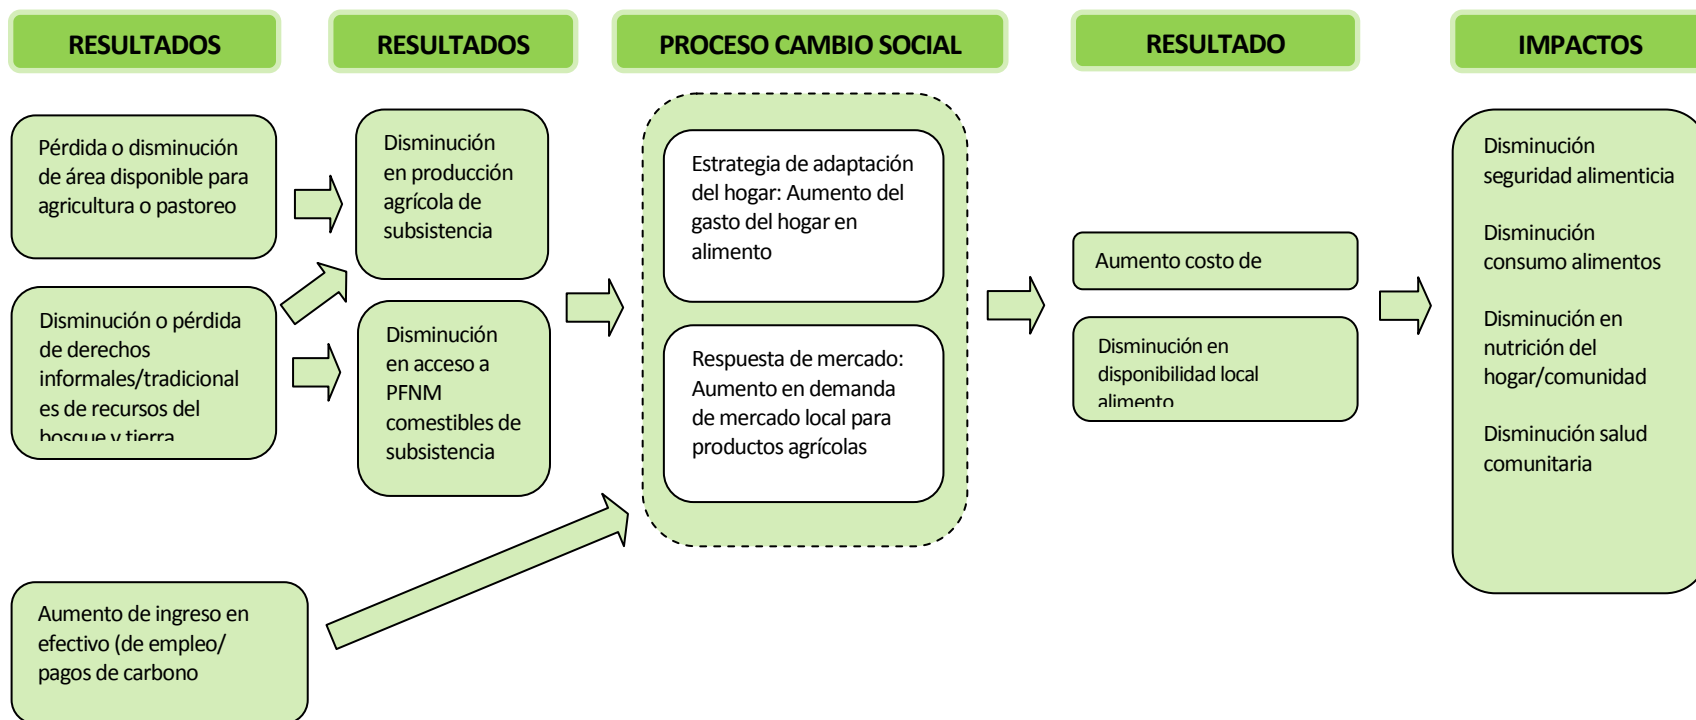 RESULTADOS
RESULTADOS
PROCESO CAMBIO SOCIAL
RESULTADO
IMPACTOS
Pérdida o disminución
de área disponible para
agricultura o pastoreo
Disminución o pérdida
de derechos
informales/tradicional
es de recursos del
bosque y tierra
Aumento de ingreso en
efectivo (de empleo/
pagos de carbono
Disminución
en producción
agrícola de
subsistencia
Disminución
en acceso a
PFNM
comestibles de
subsistencia
Estrategia de adaptación
del hogar: Aumento del
gasto del hogar en
alimento
Respuesta de mercado:
Aumento en demanda
de mercado local para
productos agrícolas
Aumento costo de
Disminución en
disponibilidad local
alimento
Disminución
seguridad alimenticia
Disminución
consumo alimentos
Disminución en
nutrición del
hogar/comunidad
Disminución salud
comunitaria